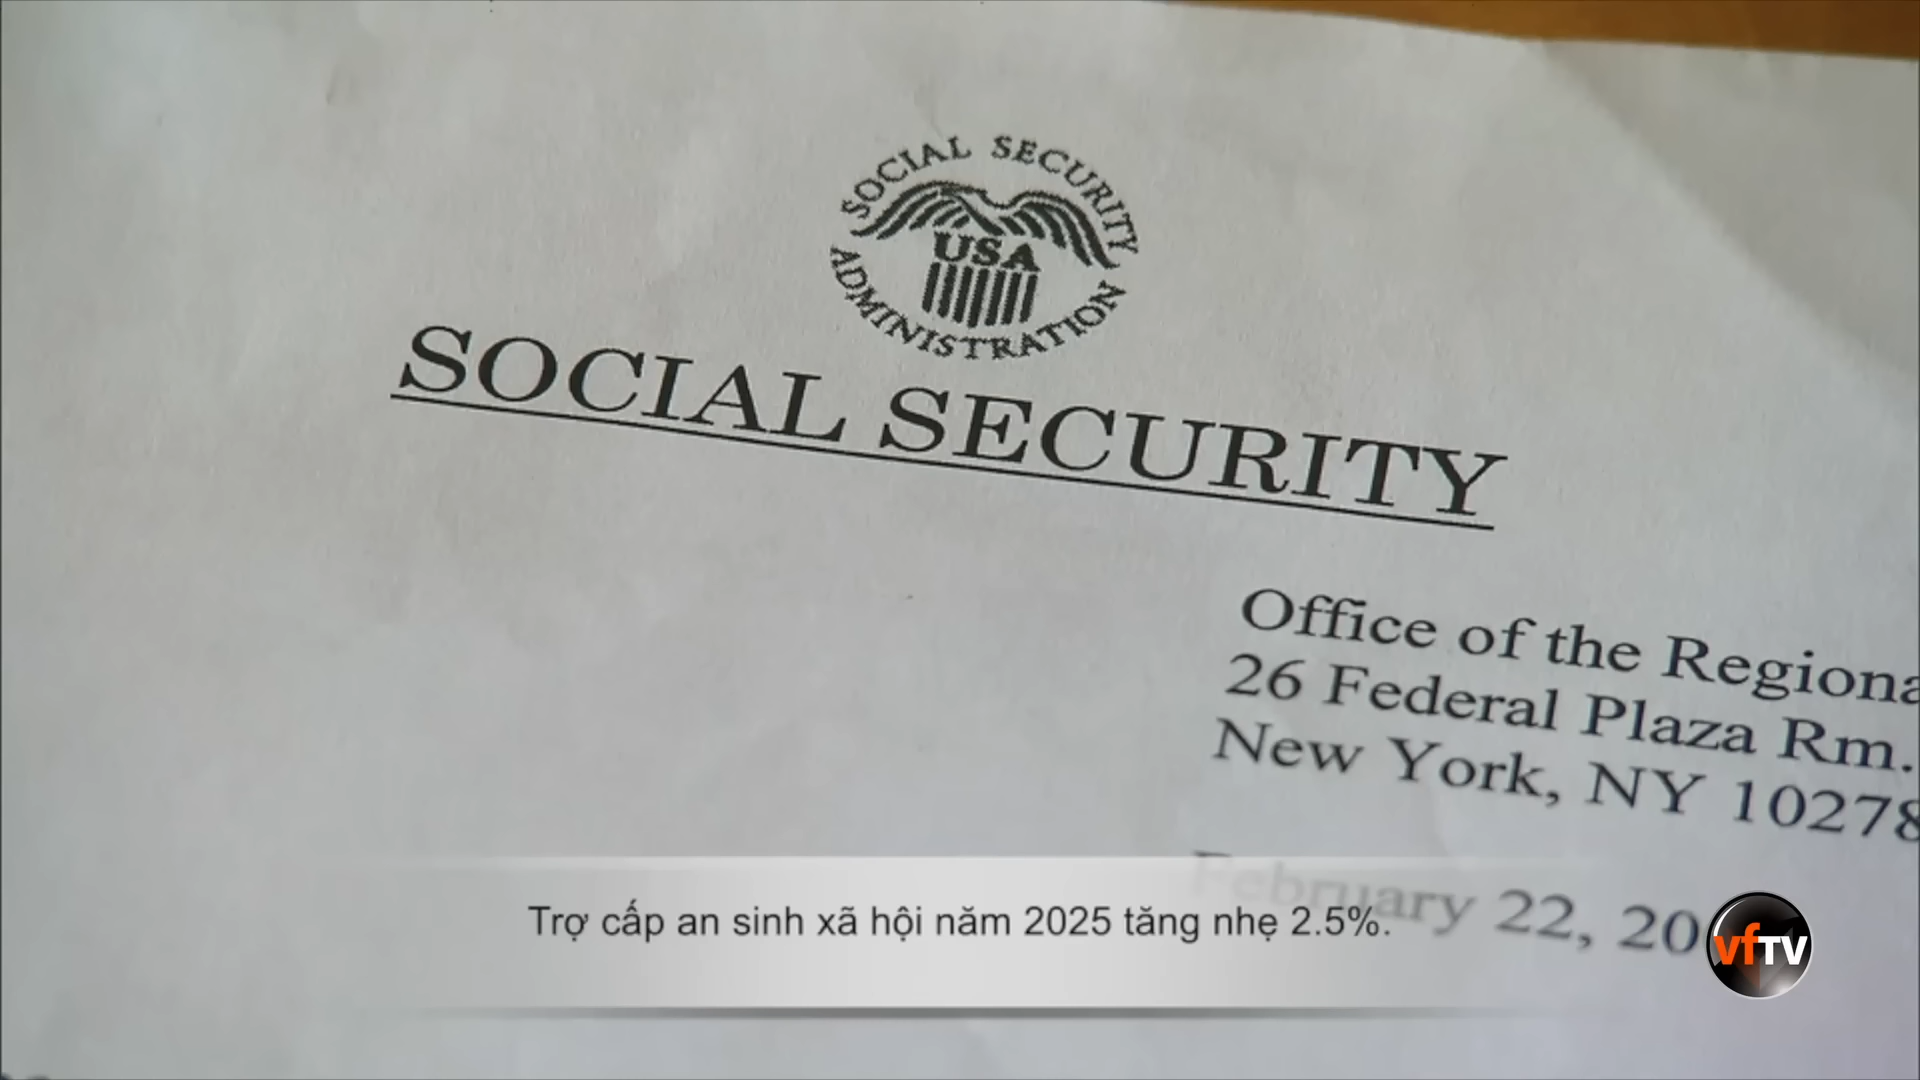 SOCIAL SECURITY ADMINISTRATION
USA
SOCIAL SECURITY
Office of the Regiona
26 Federal Plaza Rm.
New York, NY 10278
February 22, 20
Trợ cấp an sinh xã hội năm 2025 tăng nhẹ 2.5%.
vfTV